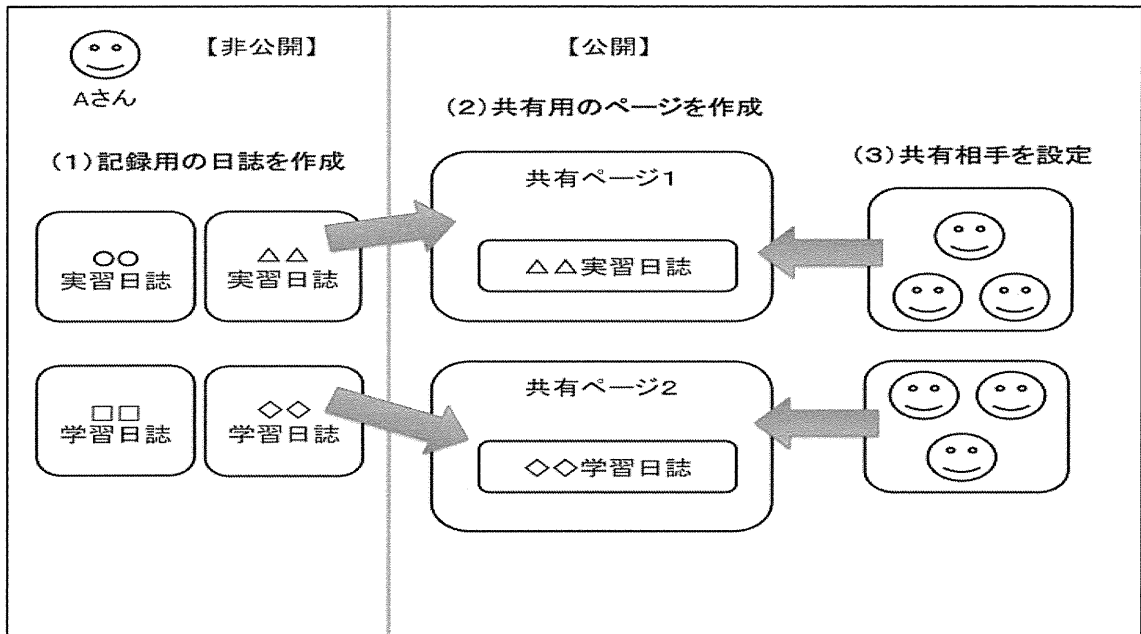 【非公開】
【公開】
Aさん
(2)共有用のページを作成
(1)記録用の日誌を作成
(3)共有相手を設定
共有ページ1
○○
実習日誌
△△
実習日誌
△△実習日誌
共有ページ2
□□
学習日誌
◇◇
学習日誌
◇◇学習日誌